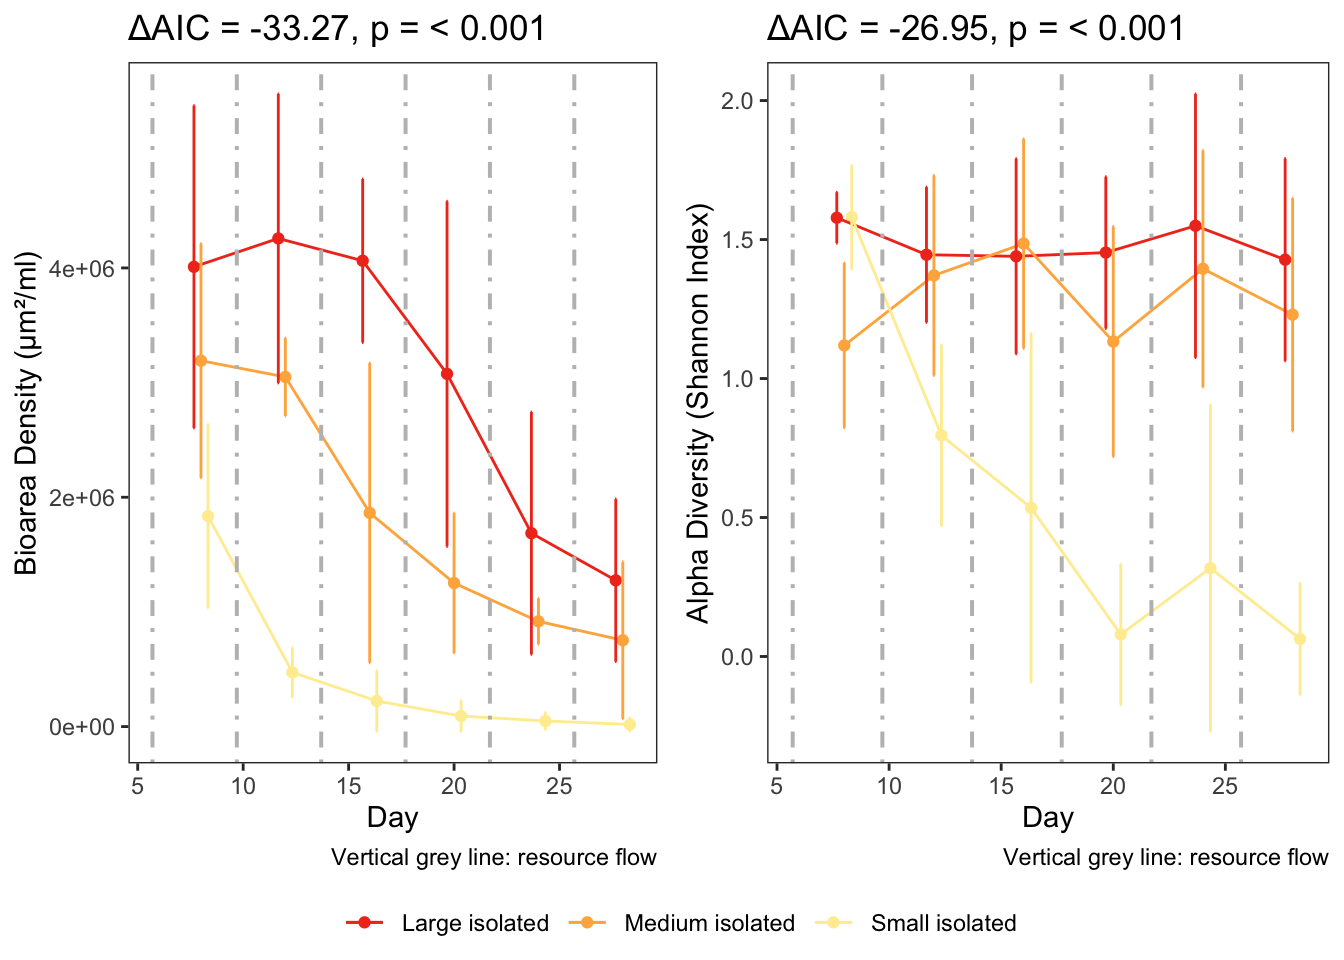 ΔAIC = -33.27, p = < 0.001
ΔAIC = -26.95, p = < 0.001
Bioarea Density (μm²/ml)
4e+06
2e+06
0e+00
5 10 15 20 25
Day
Vertical grey line: resource flow
Alpha Diversity (Shannon Index)
2.0
1.5
1.0
0.5
0.0
5 10 15 20 25
Day
Vertical grey line: resource flow
Large isolated Medium isolated Small isolated